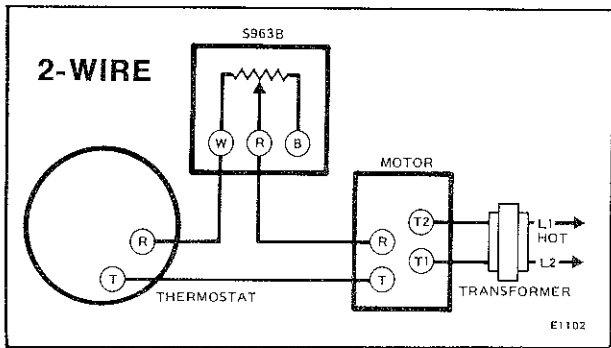 S963B
2-WIRE
W R B
MOTOR
T2
L1
HOT
R
R
T1
L2
T
T
THERMOSTAT
TRANSFORMER
E1102